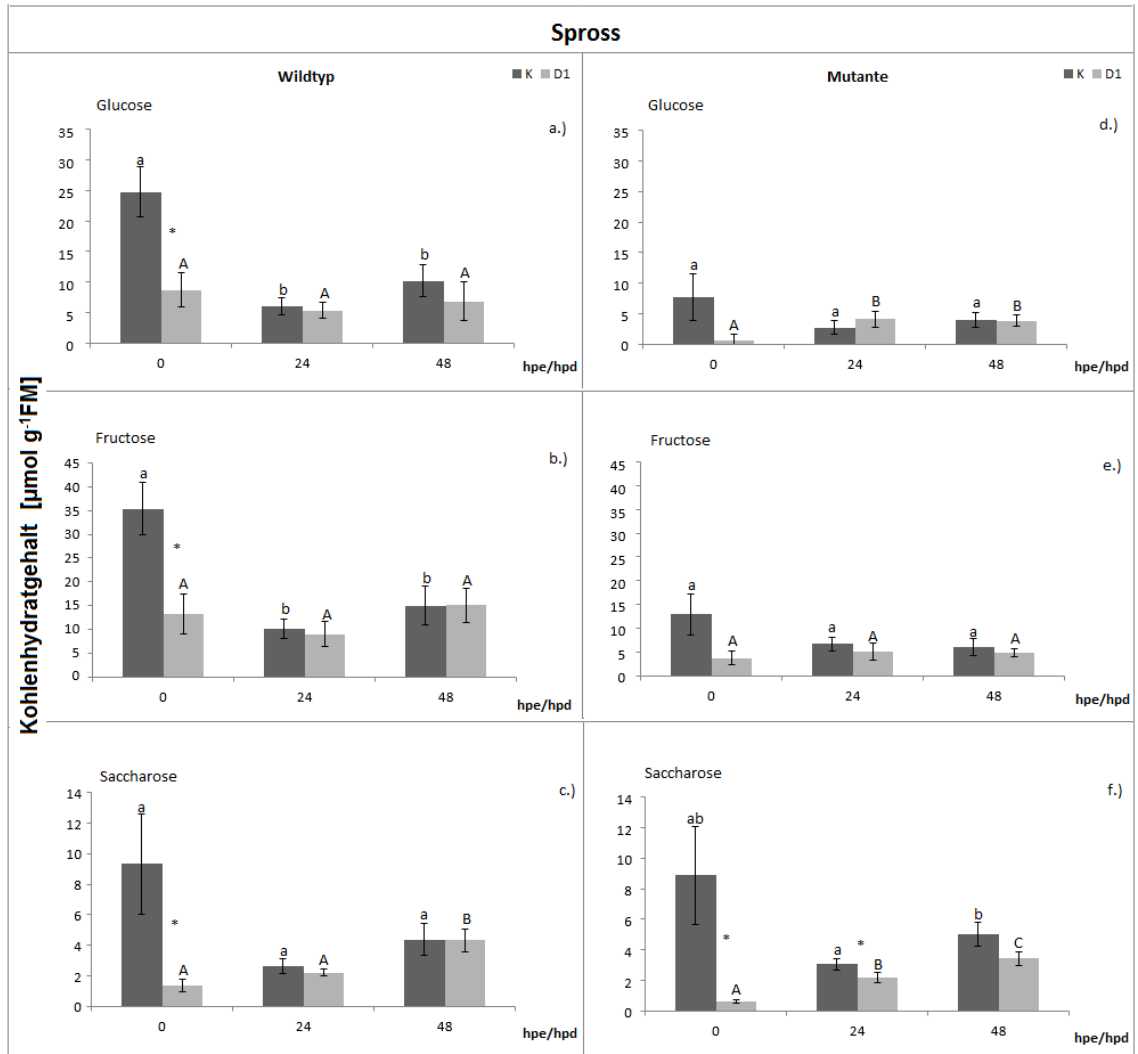 Spross
Wildtyp
K D1
Mutante
K D1
Kohlenhydratgehalt [µmol g-1FM]
Glucose
a.)
35
30
25
20
15
10
5
0
a
*
A
b
A
b
A
0 24 48 hpe/hpd
Glucose
d.)
35
30
25
20
15
10
5
0
a
A
a
B
a
B
0 24 48 hpe/hpd
Fructose
b.)
45
40
35
30
25
20
15
10
5
0
a
*
A
b
A
b
A
0 24 48 hpe/hpd
Fructose
e.)
45
40
35
30
25
20
15
10
5
0
a
A
a
A
a
A
0 24 48 hpe/hpd
Saccharose
c.)
14
12
10
8
6
4
2
0
a
*
A
a
A
a
B
0 24 48 hpe/hpd
Saccharose
f.)
14
12
10
8
6
4
2
0
ab
*
A
a
*
B
b
C
0 24 48 hpe/hpd